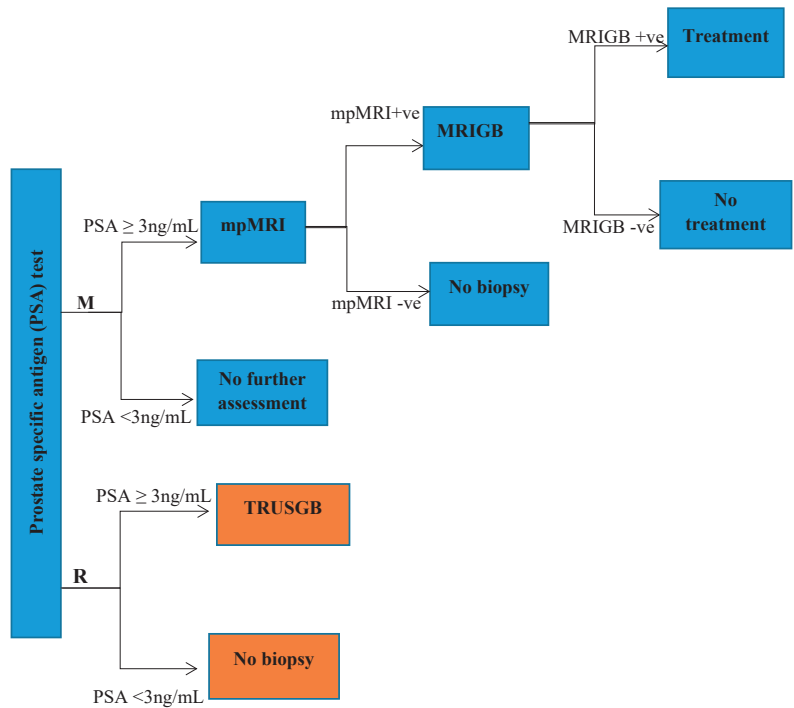 Prostate specific antigen (PSA) test
M
PSA ≥ 3ng/mL
mpMRI
mpMRI+ve
MRIGB
MRIGB +ve
Treatment
MRIGB -ve
No
treatment
mpMRI -ve
No biopsy
PSA <3ng/mL
No further
assessment
R
PSA ≥ 3ng/mL
TRUSGB
PSA <3ng/mL
No biopsy